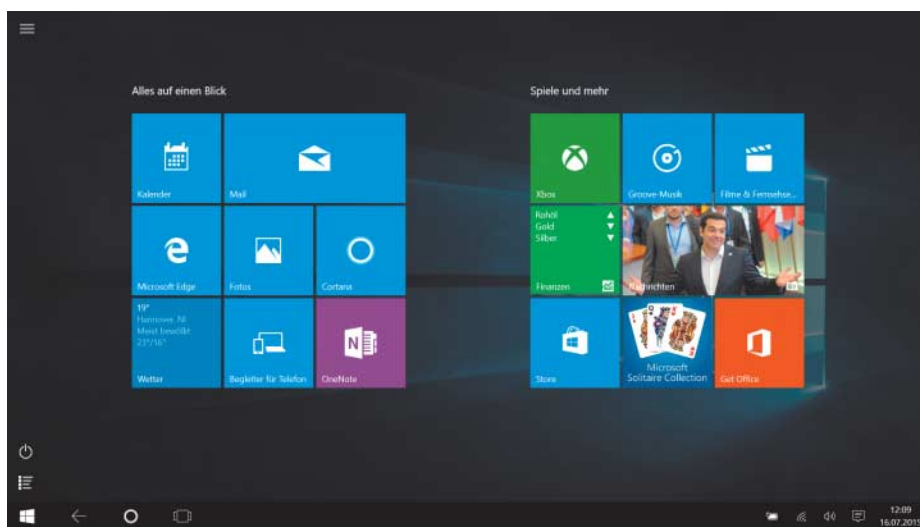 Alles auf einen Blick
Kalender
Mail
Microsoft Edge
Fotos
Cortana
19°
Hannover, NI
Meist bewölkt
23°/16°
Wetter
Begleiter für Telefon
OneNote
Spiele und mehr
Xbox
Groove-Musik
Filme & Fernsehse...
Rohöl
Gold
Silber
Finanzen
Nachrichten
Store
Microsoft
Solitaire Collection
Get Office
12:09